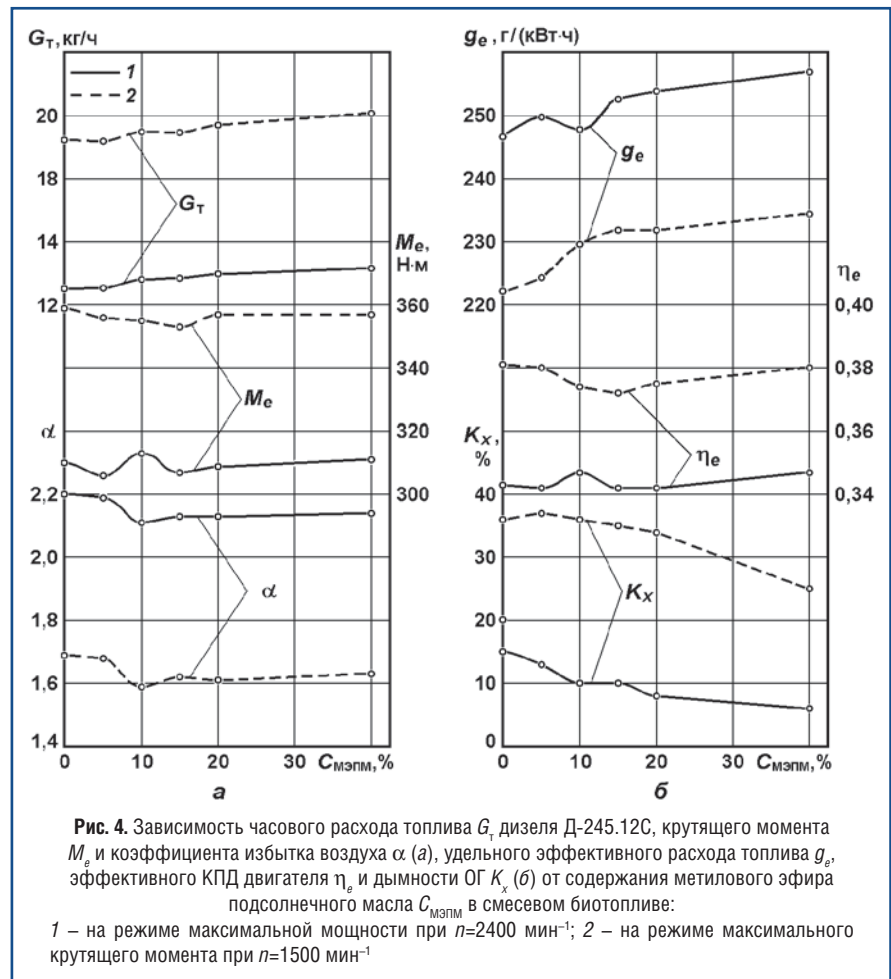 Gт, кг/ч
1
2
20
18
Gт
14
Mе,
Н·м
12
360
340
Mе
α
320
2,2
300
2,0
α
1,8
1,6
1,4
0 10 20 30 Cмэпм,%
а
gе, г/(кВт·ч)
250
gе
240
230
ηе
220
0,40
0,38
Kх,
%
0,36
ηе
40
0,34
30
Kх
20
10
0
0 10 20 30 Cмэпм,%
б
Рис. 4. Зависимость часового расхода топлива Gт дизеля Д-245.12С, крутящего момента
Mе и коэффициента избытка воздуха α (а), удельного эффективного расхода топлива gе,
эффективного КПД двигателя ηе и дымности ОГ Kх (б) от содержания метилового эфира
подсолнечного масла Cмэпм в смесевом биотопливе:
1 – на режиме максимальной мощности при n=2400 мин⁻¹; 2 – на режиме максимального
крутящего момента при n=1500 мин⁻¹